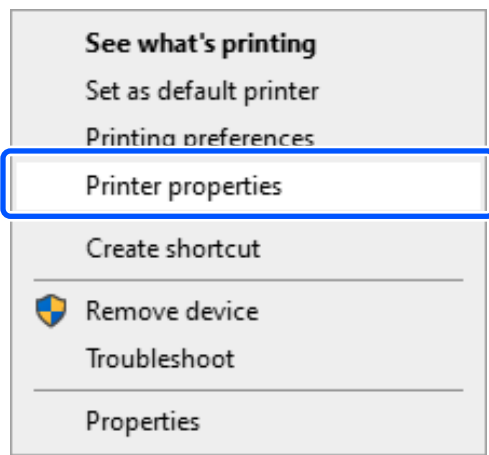 See what's printing
Set as default printer
Printing preferences
Printer properties
Create shortcut
Remove device
Troubleshoot
Properties